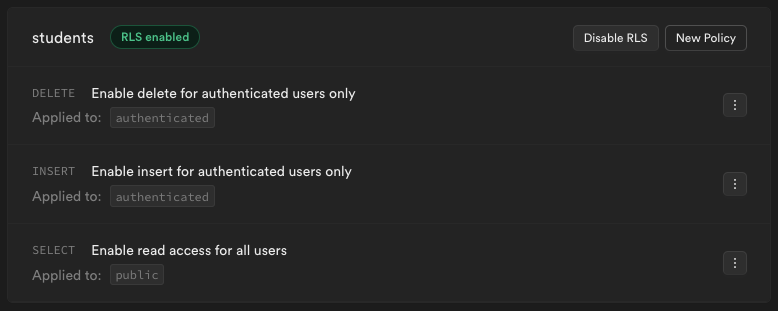 students RLS enabled Disable RLS New Policy
DELETE Enable delete for authenticated users only
Applied to: authenticated
INSERT Enable insert for authenticated users only
Applied to: authenticated
SELECT Enable read access for all users
Applied to: public